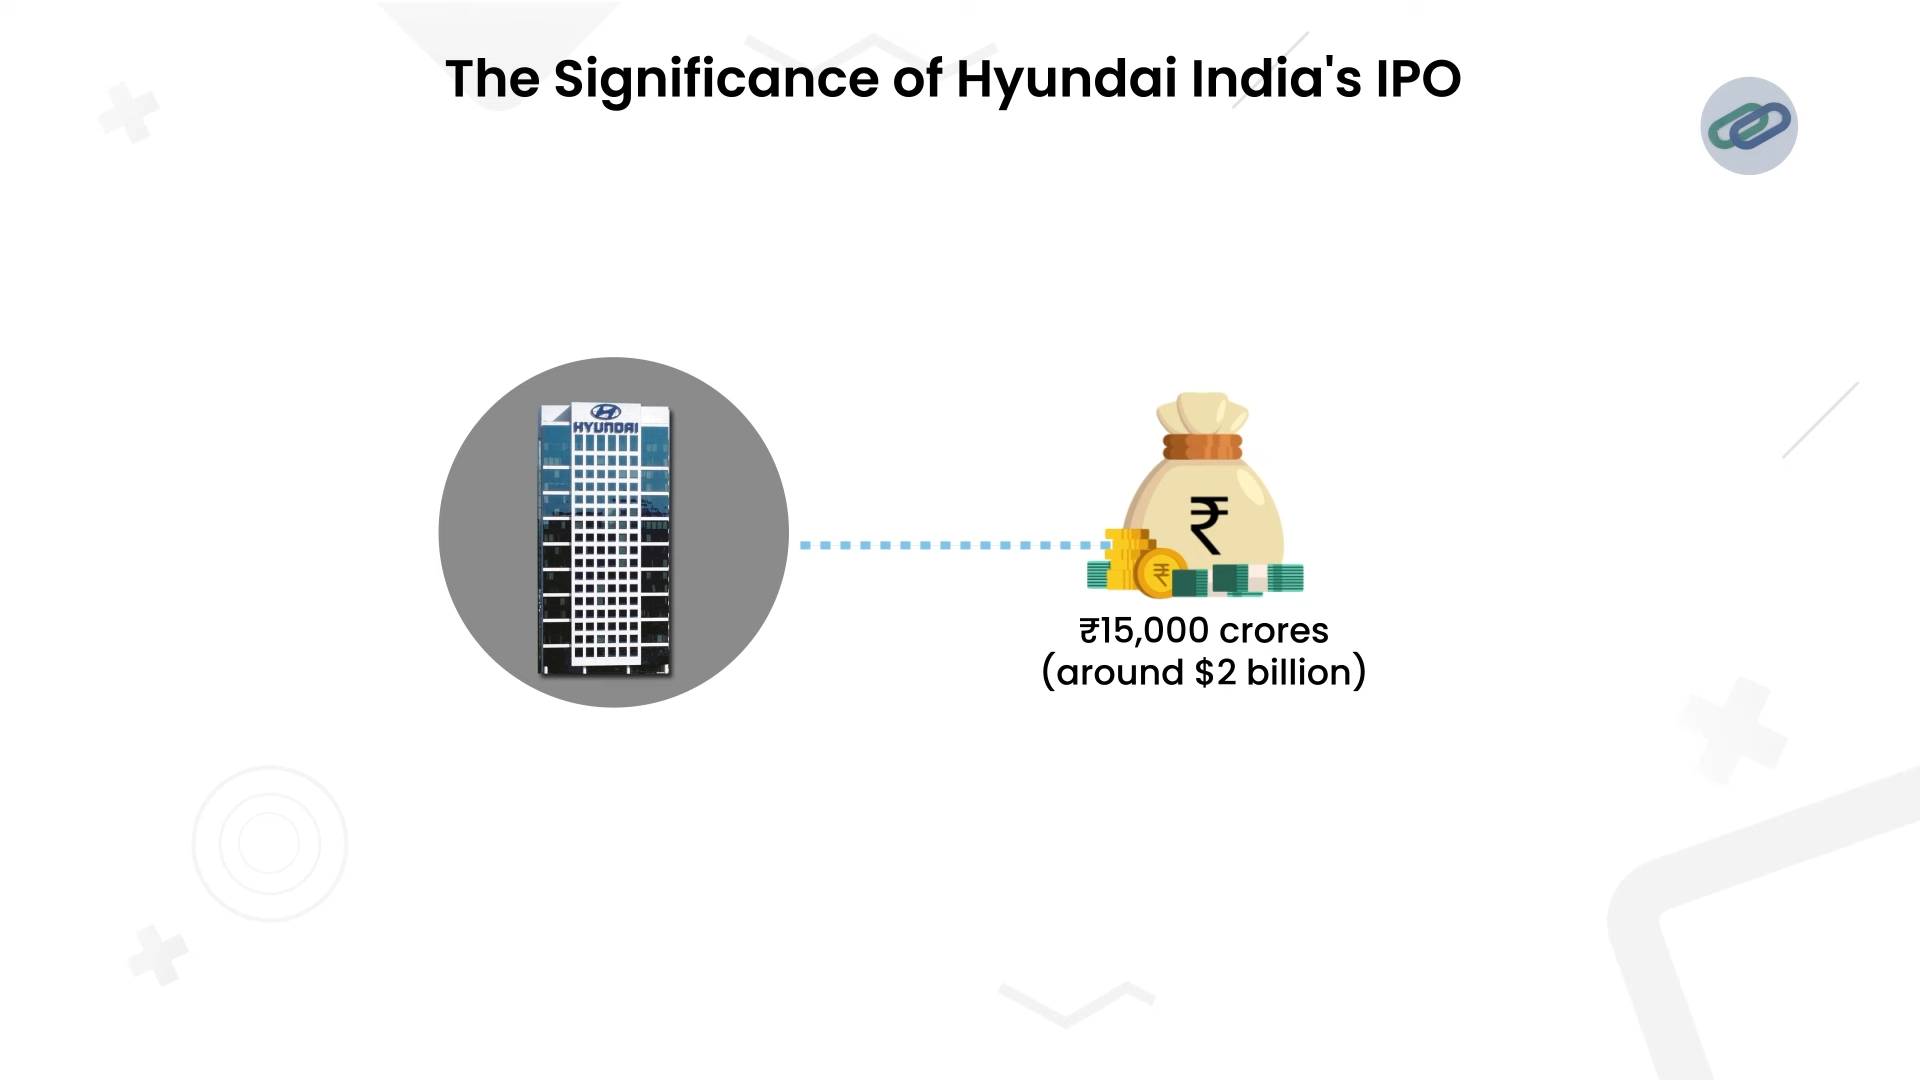 The Significance of Hyundai India's IPO
HYUNDAI
₹
₹
₹15,000 crores
(around $2 billion)